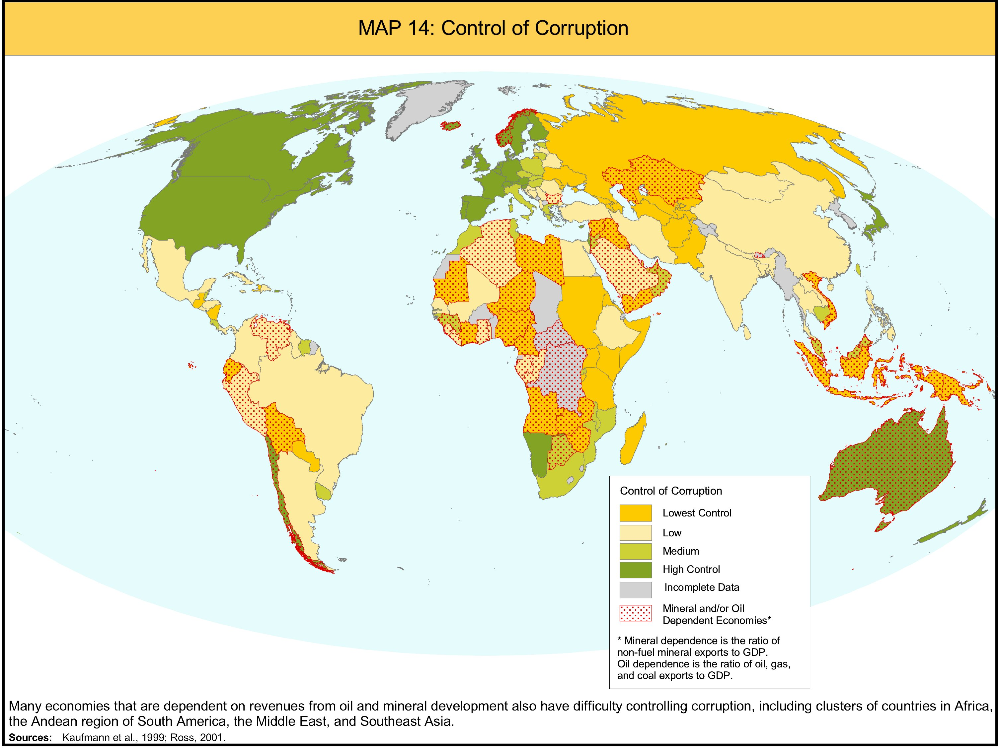 MAP 14: Control of Corruption
Control of Corruption
Lowest Control
Low
Medium
High Control
Incomplete Data
Mineral and/or Oil
Dependent Economies*
* Mineral dependence is the ratio of
non-fuel mineral exports to GDP.
Oil dependence is the ratio of oil, gas,
and coal exports to GDP.
Many economies that are dependent on revenues from oil and mineral development also have difficulty controlling corruption, including clusters of countries in Africa,
the Andean region of South America, the Middle East, and Southeast Asia.
Sources: Kaufmann et al., 1999; Ross, 2001.